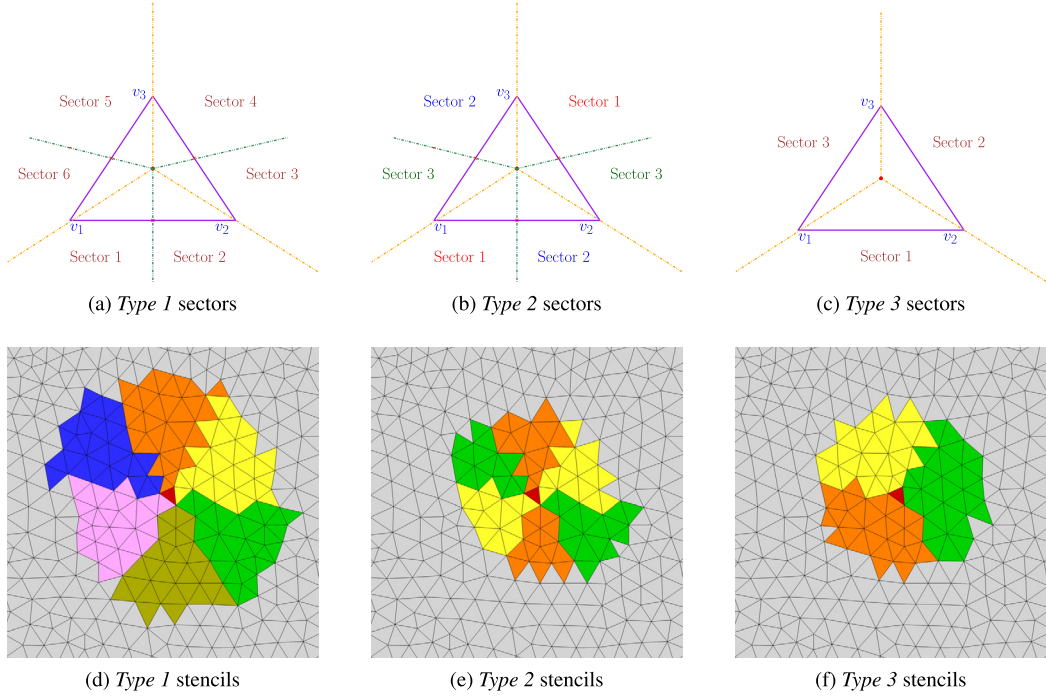 v3
Sector 5 Sector 4
Sector 6 Sector 3
v1 v2
Sector 1 Sector 2
(a) Type 1 sectors
v3
Sector 2 Sector 1
Sector 3 Sector 3
v1 v2
Sector 1 Sector 2
(b) Type 2 sectors
v3
Sector 3 Sector 2
v1 v2
Sector 1
(c) Type 3 sectors
(d) Type 1 stencils
(e) Type 2 stencils
(f) Type 3 stencils